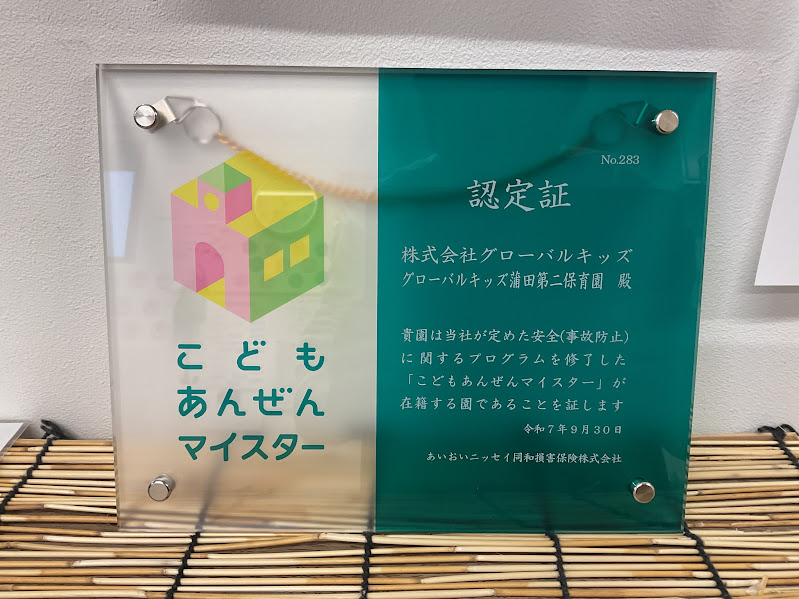 こども
あんぜん
マイスター
No.283
認定証
株式会社グローバルキッズ
グローバルキッズ蒲田第二保育園　殿
貴園は当社が定めた安全(事故防止)
に関するプログラムを修了した
「こどもあんぜんマイスター」が
在籍する園であることを証します
令和7年9月30日
あいおいニッセイ同和損害保険株式会社